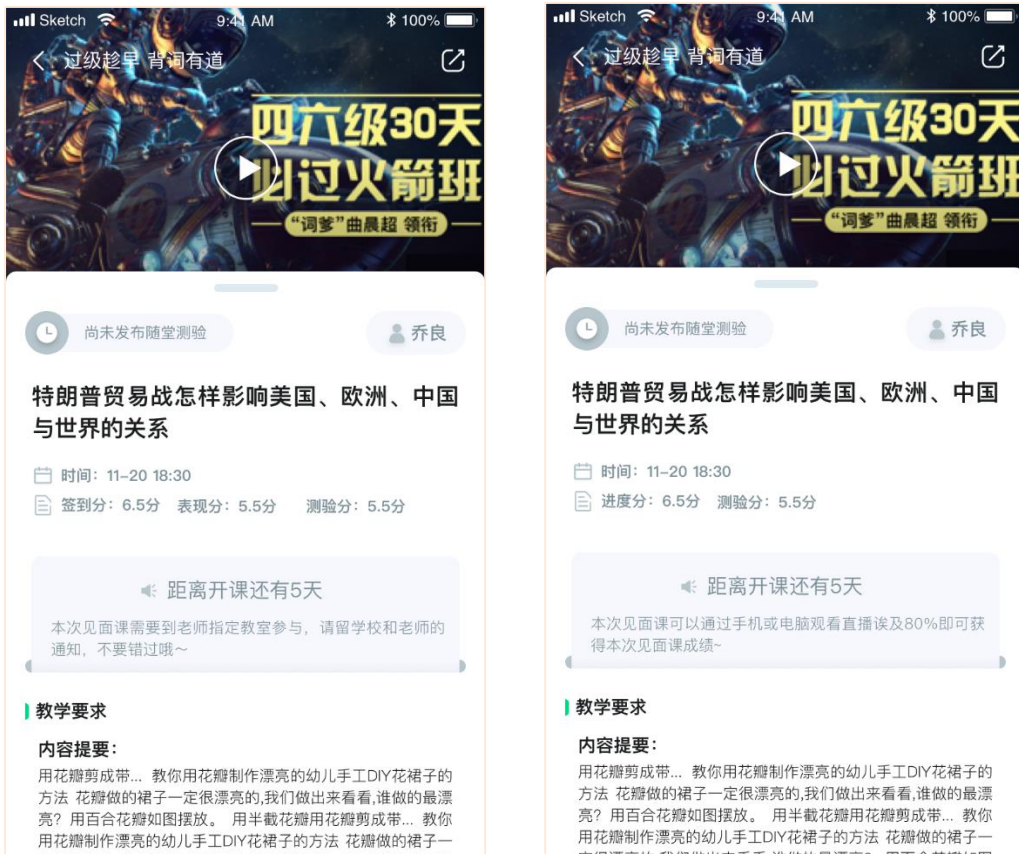 Sketch 9:41 AM 100%
过级趁早 背词有道
四六级30天
必过火箭班
“词爹”曲晨超 领衔
尚未发布随堂测验
乔良
特朗普贸易战怎样影响美国、欧洲、中国
与世界的关系
时间：11-20 18:30
签到分：6.5分 表现分：5.5分 测验分：5.5分
距离开课还有5天
本次见面课需要到老师指定教室参与，请留学校和老师的
通知，不要错过哦～
教学要求
内容提要：
用花瓣剪成带... 教你用花瓣制作漂亮的幼儿手工DIY花裙子的
方法 花瓣做的裙子一定很漂亮的,我们做出来看看,谁做的最漂
亮？ 用百合花瓣如图摆放。 用半截花瓣用花瓣剪成带... 教你
用花瓣制作漂亮的幼儿手工DIY花裙子的方法 花瓣做的裙子一
Sketch 9:41 AM 100%
过级趁早 背词有道
四六级30天
必过火箭班
“词爹”曲晨超 领衔
尚未发布随堂测验
乔良
特朗普贸易战怎样影响美国、欧洲、中国
与世界的关系
时间：11-20 18:30
进度分：6.5分 测验分：5.5分
距离开课还有5天
本次见面课可以通过手机或电脑观看直播诶及80%即可获
得本次见面课成绩~
教学要求
内容提要：
用花瓣剪成带... 教你用花瓣制作漂亮的幼儿手工DIY花裙子的
方法 花瓣做的裙子一定很漂亮的,我们做出来看看,谁做的最漂
亮？ 用百合花瓣如图摆放。 用半截花瓣用花瓣剪成带... 教你
用花瓣制作漂亮的幼儿手工DIY花裙子的方法 花瓣做的裙子一